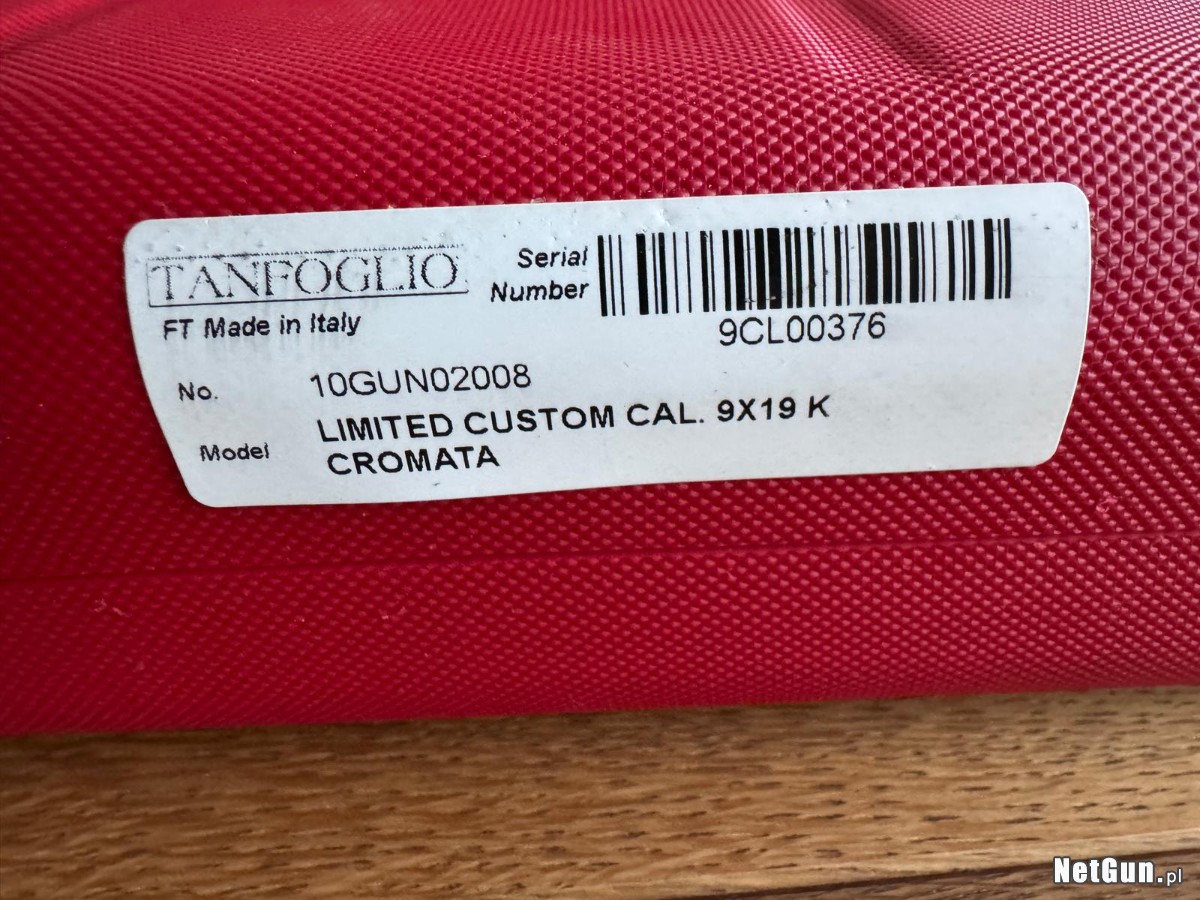 TANFOGLIO
FT Made in Italy
Serial
Number
9CL00376
No. 10GUN02008
Model LIMITED CUSTOM CAL. 9X19 K
CROMATA
NetGun.pl